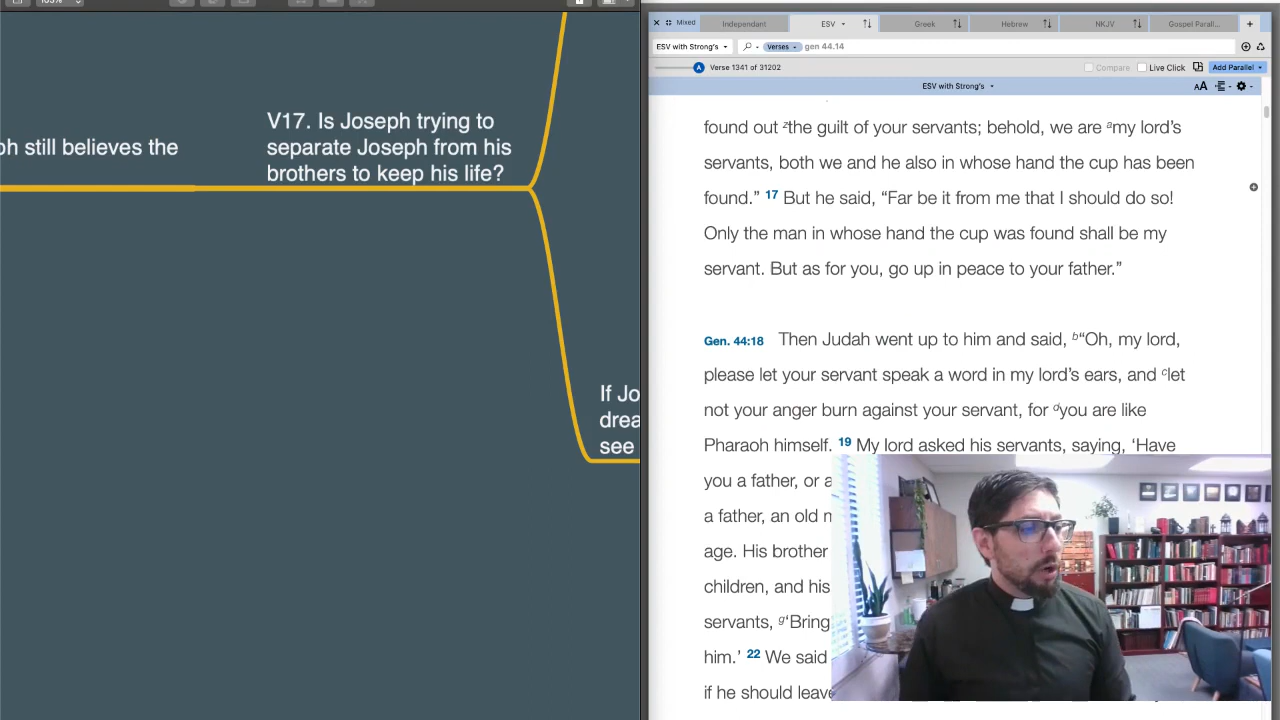 103%
Mixed
Independant
ESV
Greek
Hebrew
NKJV
Gospel Parall...
ESV with Strong's
Verses
gen 44.14
Verse 1341 of 31202
Compare
Live Click
Add Parallel
ESV with Strong's
AA
found out zthe guilt of your servants; behold, we are amy lord's
servants, both we and he also in whose hand the cup has been
found.” 17 But he said, “Far be it from me that I should do so!
Only the man in whose hand the cup was found shall be my
servant. But as for you, go up in peace to your father.”
Gen. 44:18 Then Judah went up to him and said, b“Oh, my lord,
please let your servant speak a word in my lord's ears, and clet
not your anger burn against your servant, for dyou are like
Pharaoh himself. 19 My lord asked his servants, saying, ‘Have
you a father, or a
a father, an old m
age. His brother
children, and his
servants, g‘Bring
him.’ 22 We said
if he should leave
ph still believes the
V17. Is Joseph trying to
separate Joseph from his
brothers to keep his life?
If Jo
drea
see